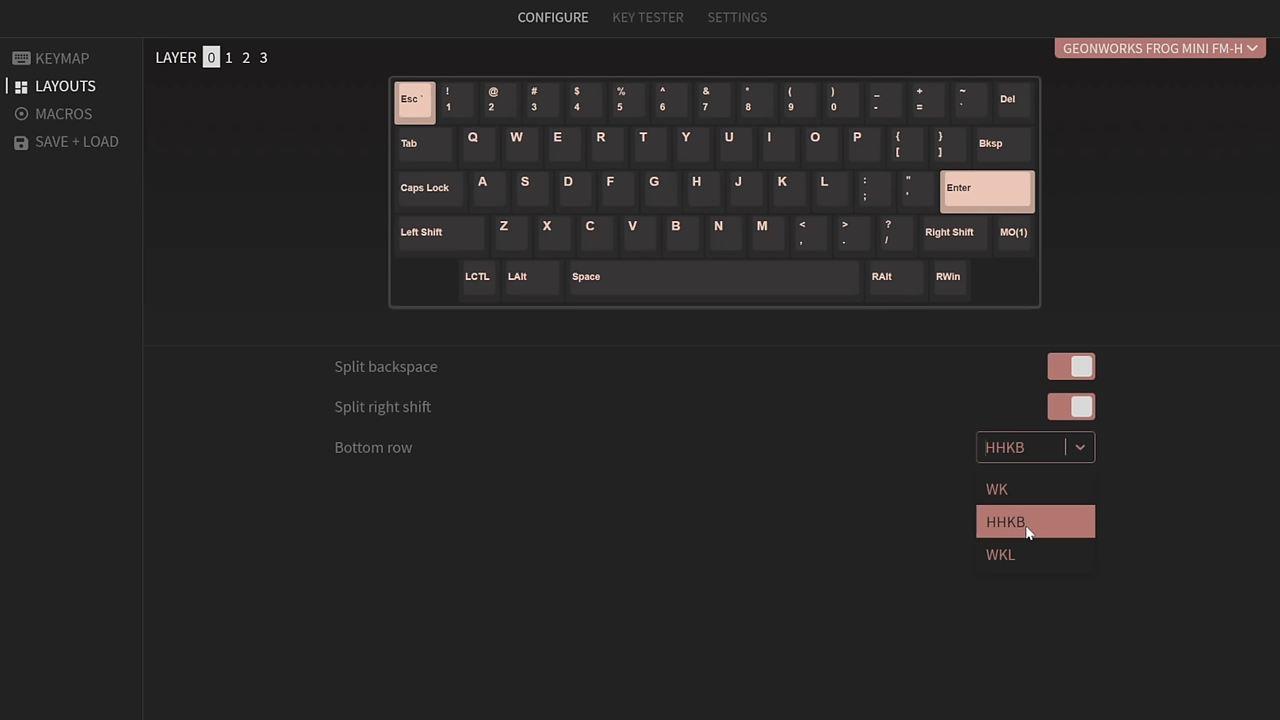 CONFIGURE KEY TESTER SETTINGS
GEONWORKS FROG MINI FM-H
KEYMAP
LAYOUTS
MACROS
SAVE + LOAD
LAYER 0 1 2 3
Esc ` ! 1 @ 2 # 3 $ 4 % 5 ^ 6 & 7 * 8 ( 9 ) 0 _ - + = ~ ` Del
Tab Q W E R T Y U I O P { [ } ] Bksp
Caps Lock A S D F G H J K L : ; " ' Enter
Left Shift Z X C V B N M < , > . ? / Right Shift MO(1)
LCTL LAlt Space RAlt RWin
Split backspace
Split right shift
Bottom row HHKB
WK
HHKB
WKL